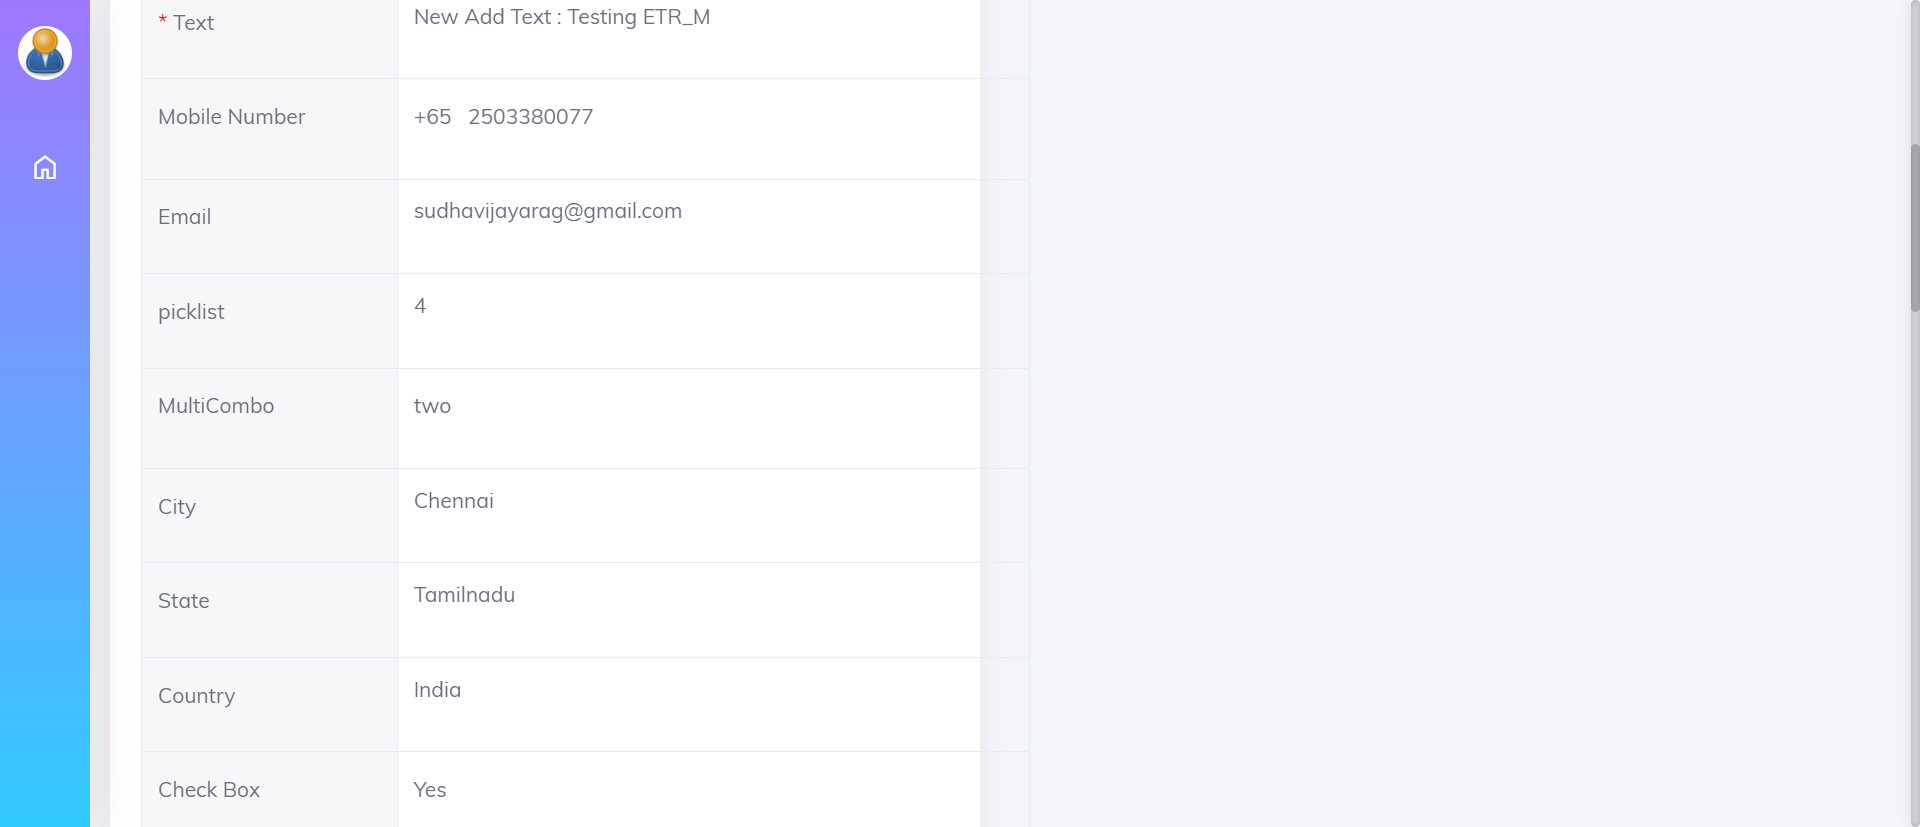 * Text New Add Text : Testing ETR_M
Mobile Number +65 2503380077
Email sudhavijayarag@gmail.com
picklist 4
MultiCombo two
City Chennai
State Tamilnadu
Country India
Check Box Yes